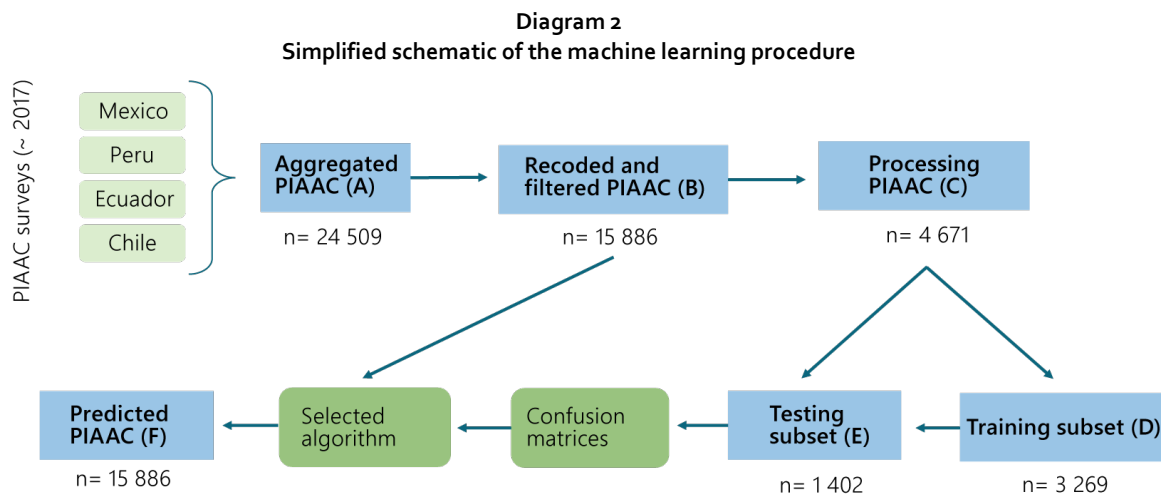 Diagram 2
Simplified schematic of the machine learning procedure
PIAAC surveys (~ 2017)
Mexico
Peru
Ecuador
Chile
Aggregated
PIAAC (A)
n= 24 509
Recoded and
filtered PIAAC (B)
n= 15 886
Processing
PIAAC (C)
n= 4 671
Predicted
PIAAC (F)
n= 15 886
Selected
algorithm
Confusion
matrices
Testing
subset (E)
n= 1 402
Training subset (D)
n= 3 269